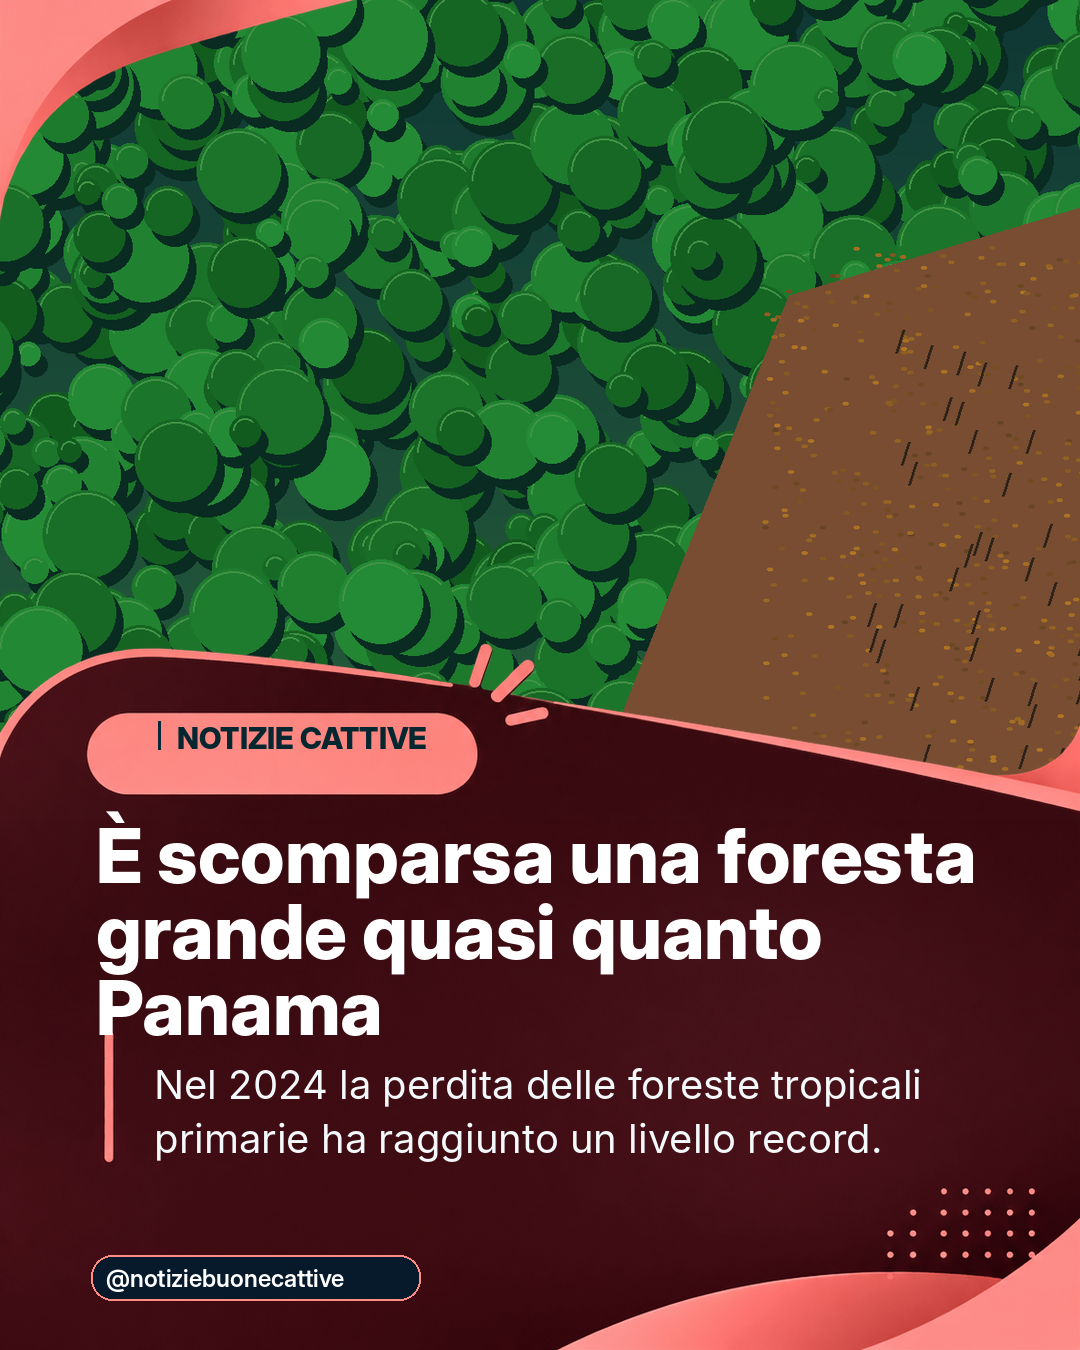 NOTIZIE CATTIVE
È scomparsa una foresta
grande quasi quanto
Panama
Nel 2024 la perdita delle foreste tropicali
primarie ha raggiunto un livello record.
@notiziebuonecattive